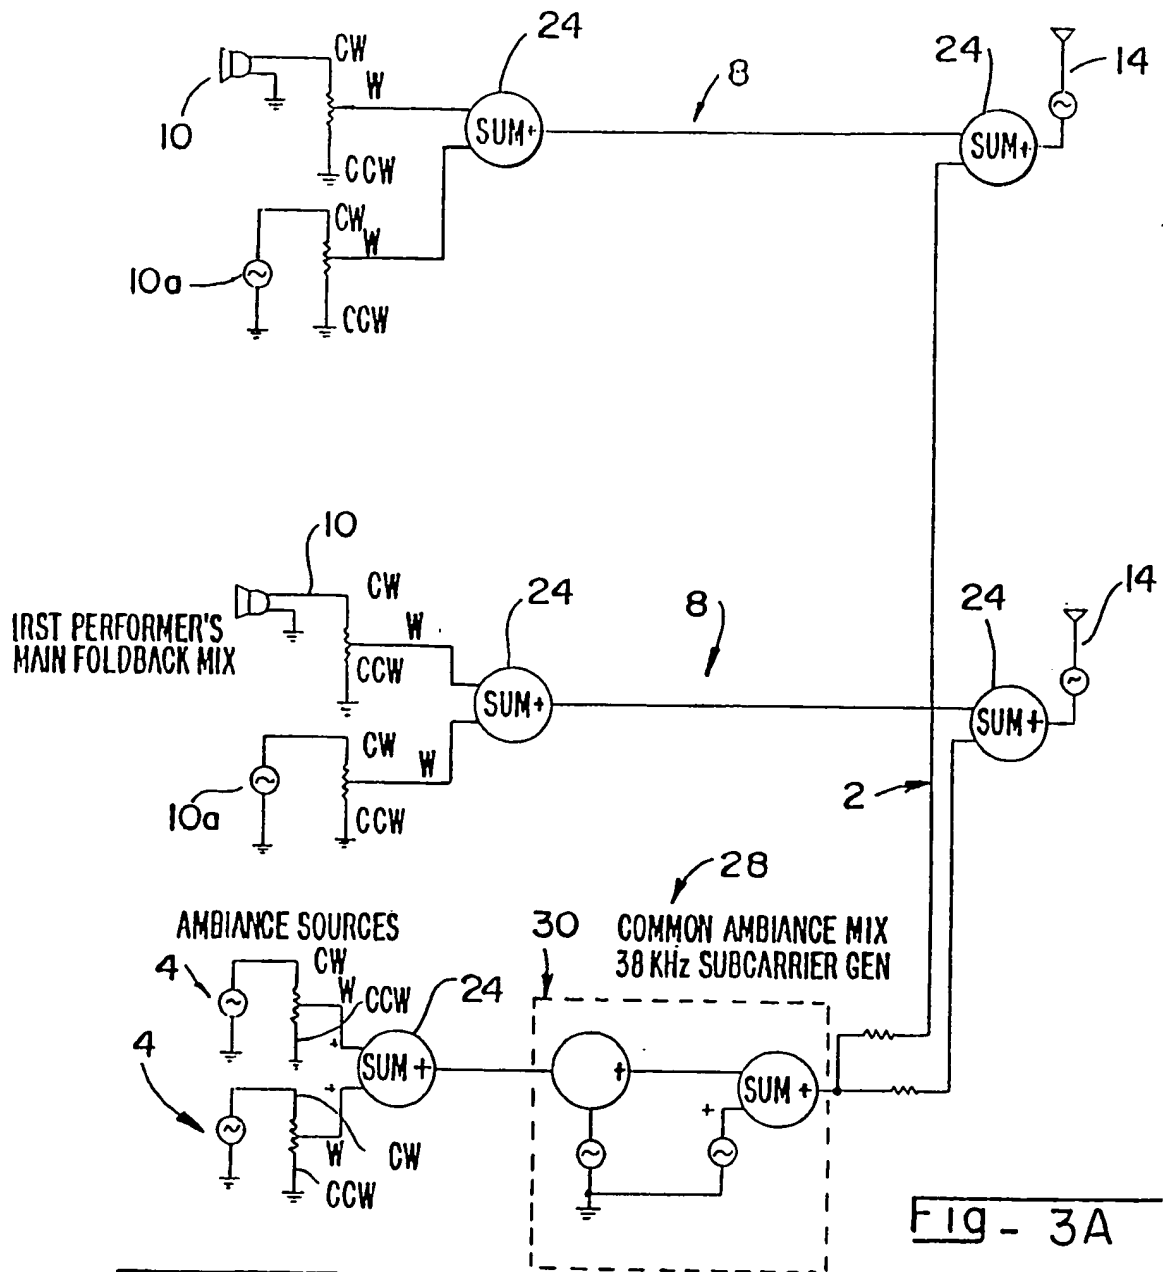 24
CW
24
14
8
W
10
SUM+
SUM+
CCW
CW
W
10a
CCW
10
14
CW
24
24
8
IRST PERFORMER'S
MAIN FOLDBACK MIX
W
CCW
SUM+
SUM+
CW
W
2
10a
CCW
28
AMBIANCE SOURCES
30
COMMON AMBIANCE MIX
38 KHz SUBCARRIER GEN
4
CW
W
CCW
24
+
SUM+
+
SUM+
4
+
+
W
CW
CCW
Fig - 3A